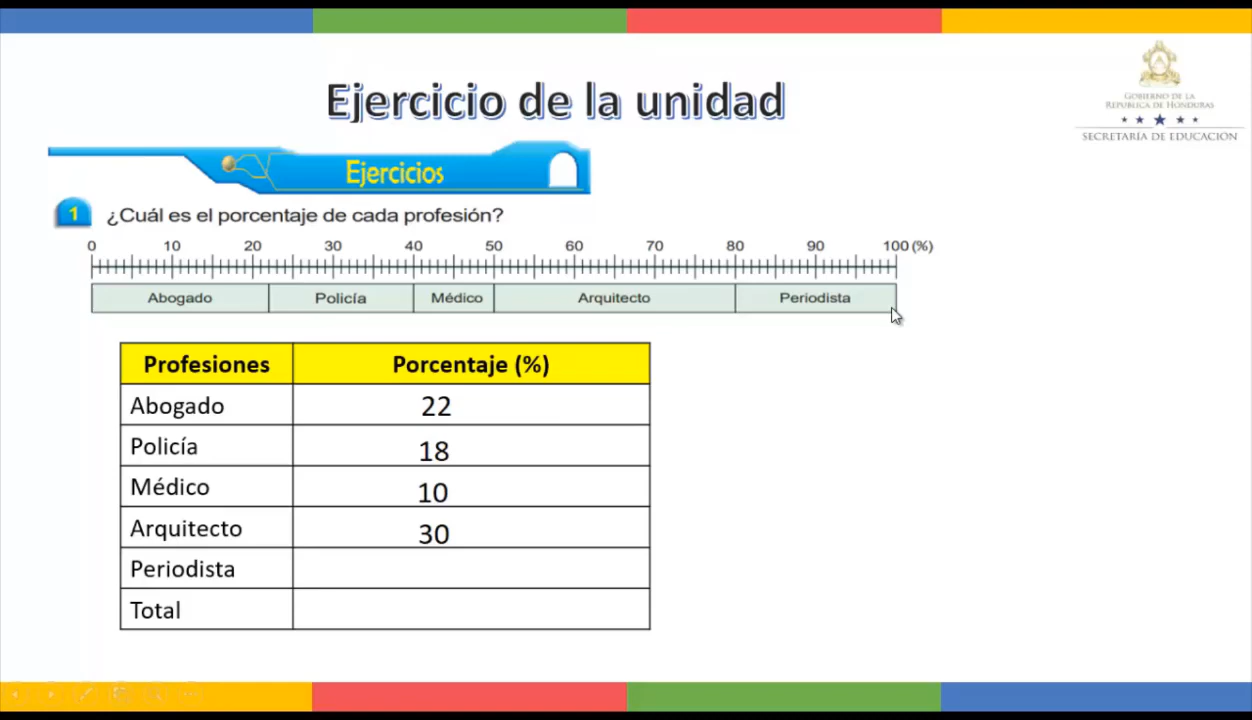 Ejercicio de la unidad
GOBIERNO DE LA
REPÚBLICA DE HONDURAS
SECRETARÍA DE EDUCACIÓN
Ejercicios
1 ¿Cuál es el porcentaje de cada profesión?
0 10 20 30 40 50 60 70 80 90 100 (%)
Abogado Policía Médico Arquitecto Periodista
Profesiones Porcentaje (%)
Abogado 22
Policía 18
Médico 10
Arquitecto 30
Periodista
Total